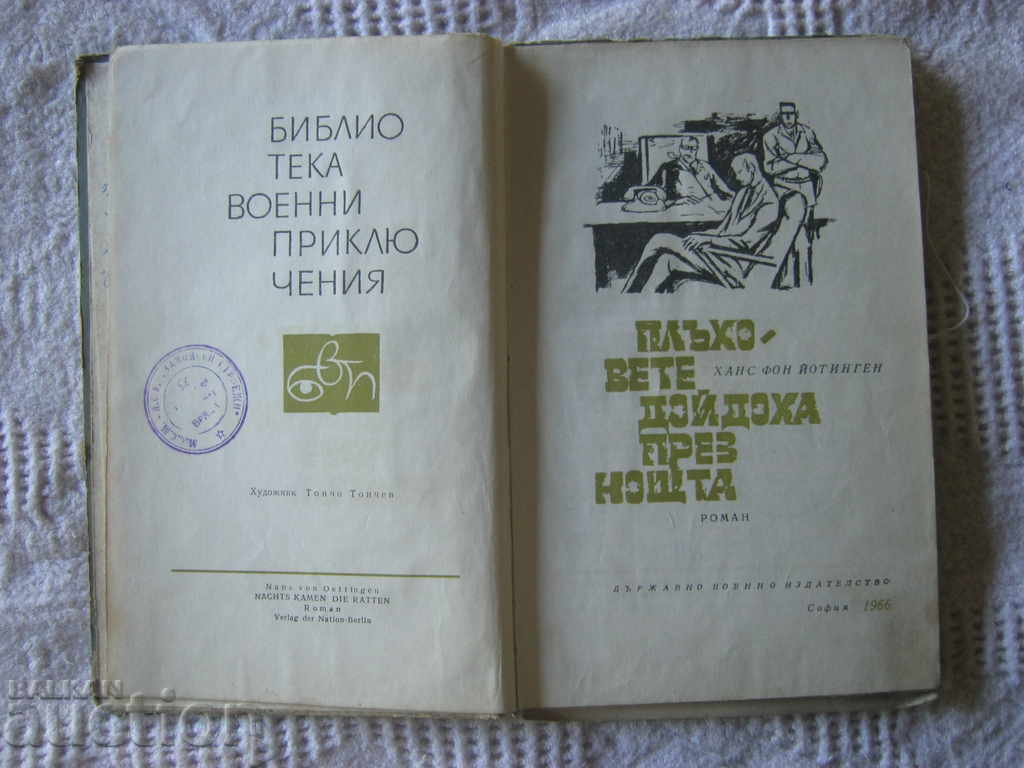 БИБЛИО
ТЕКА
ВОЕННИ
ПРИКЛЮ
ЧЕНИЯ
ВП
Художник Тончо Тончев
Hans von Oettingen
NACHTS KAMEN DIE RATTEN
Roman
Verlag der Nation-Berlin
ПЛЪХО-
ВЕТЕ
ХАНС ФОН ЙОТИНГЕН
ДОЙДОХА
ПРЕЗ
НОЩТА
РОМАН
ДЪРЖАВНО ВОЕННО ИЗДАТЕЛСТВО
София 1966
BALKAN
auction